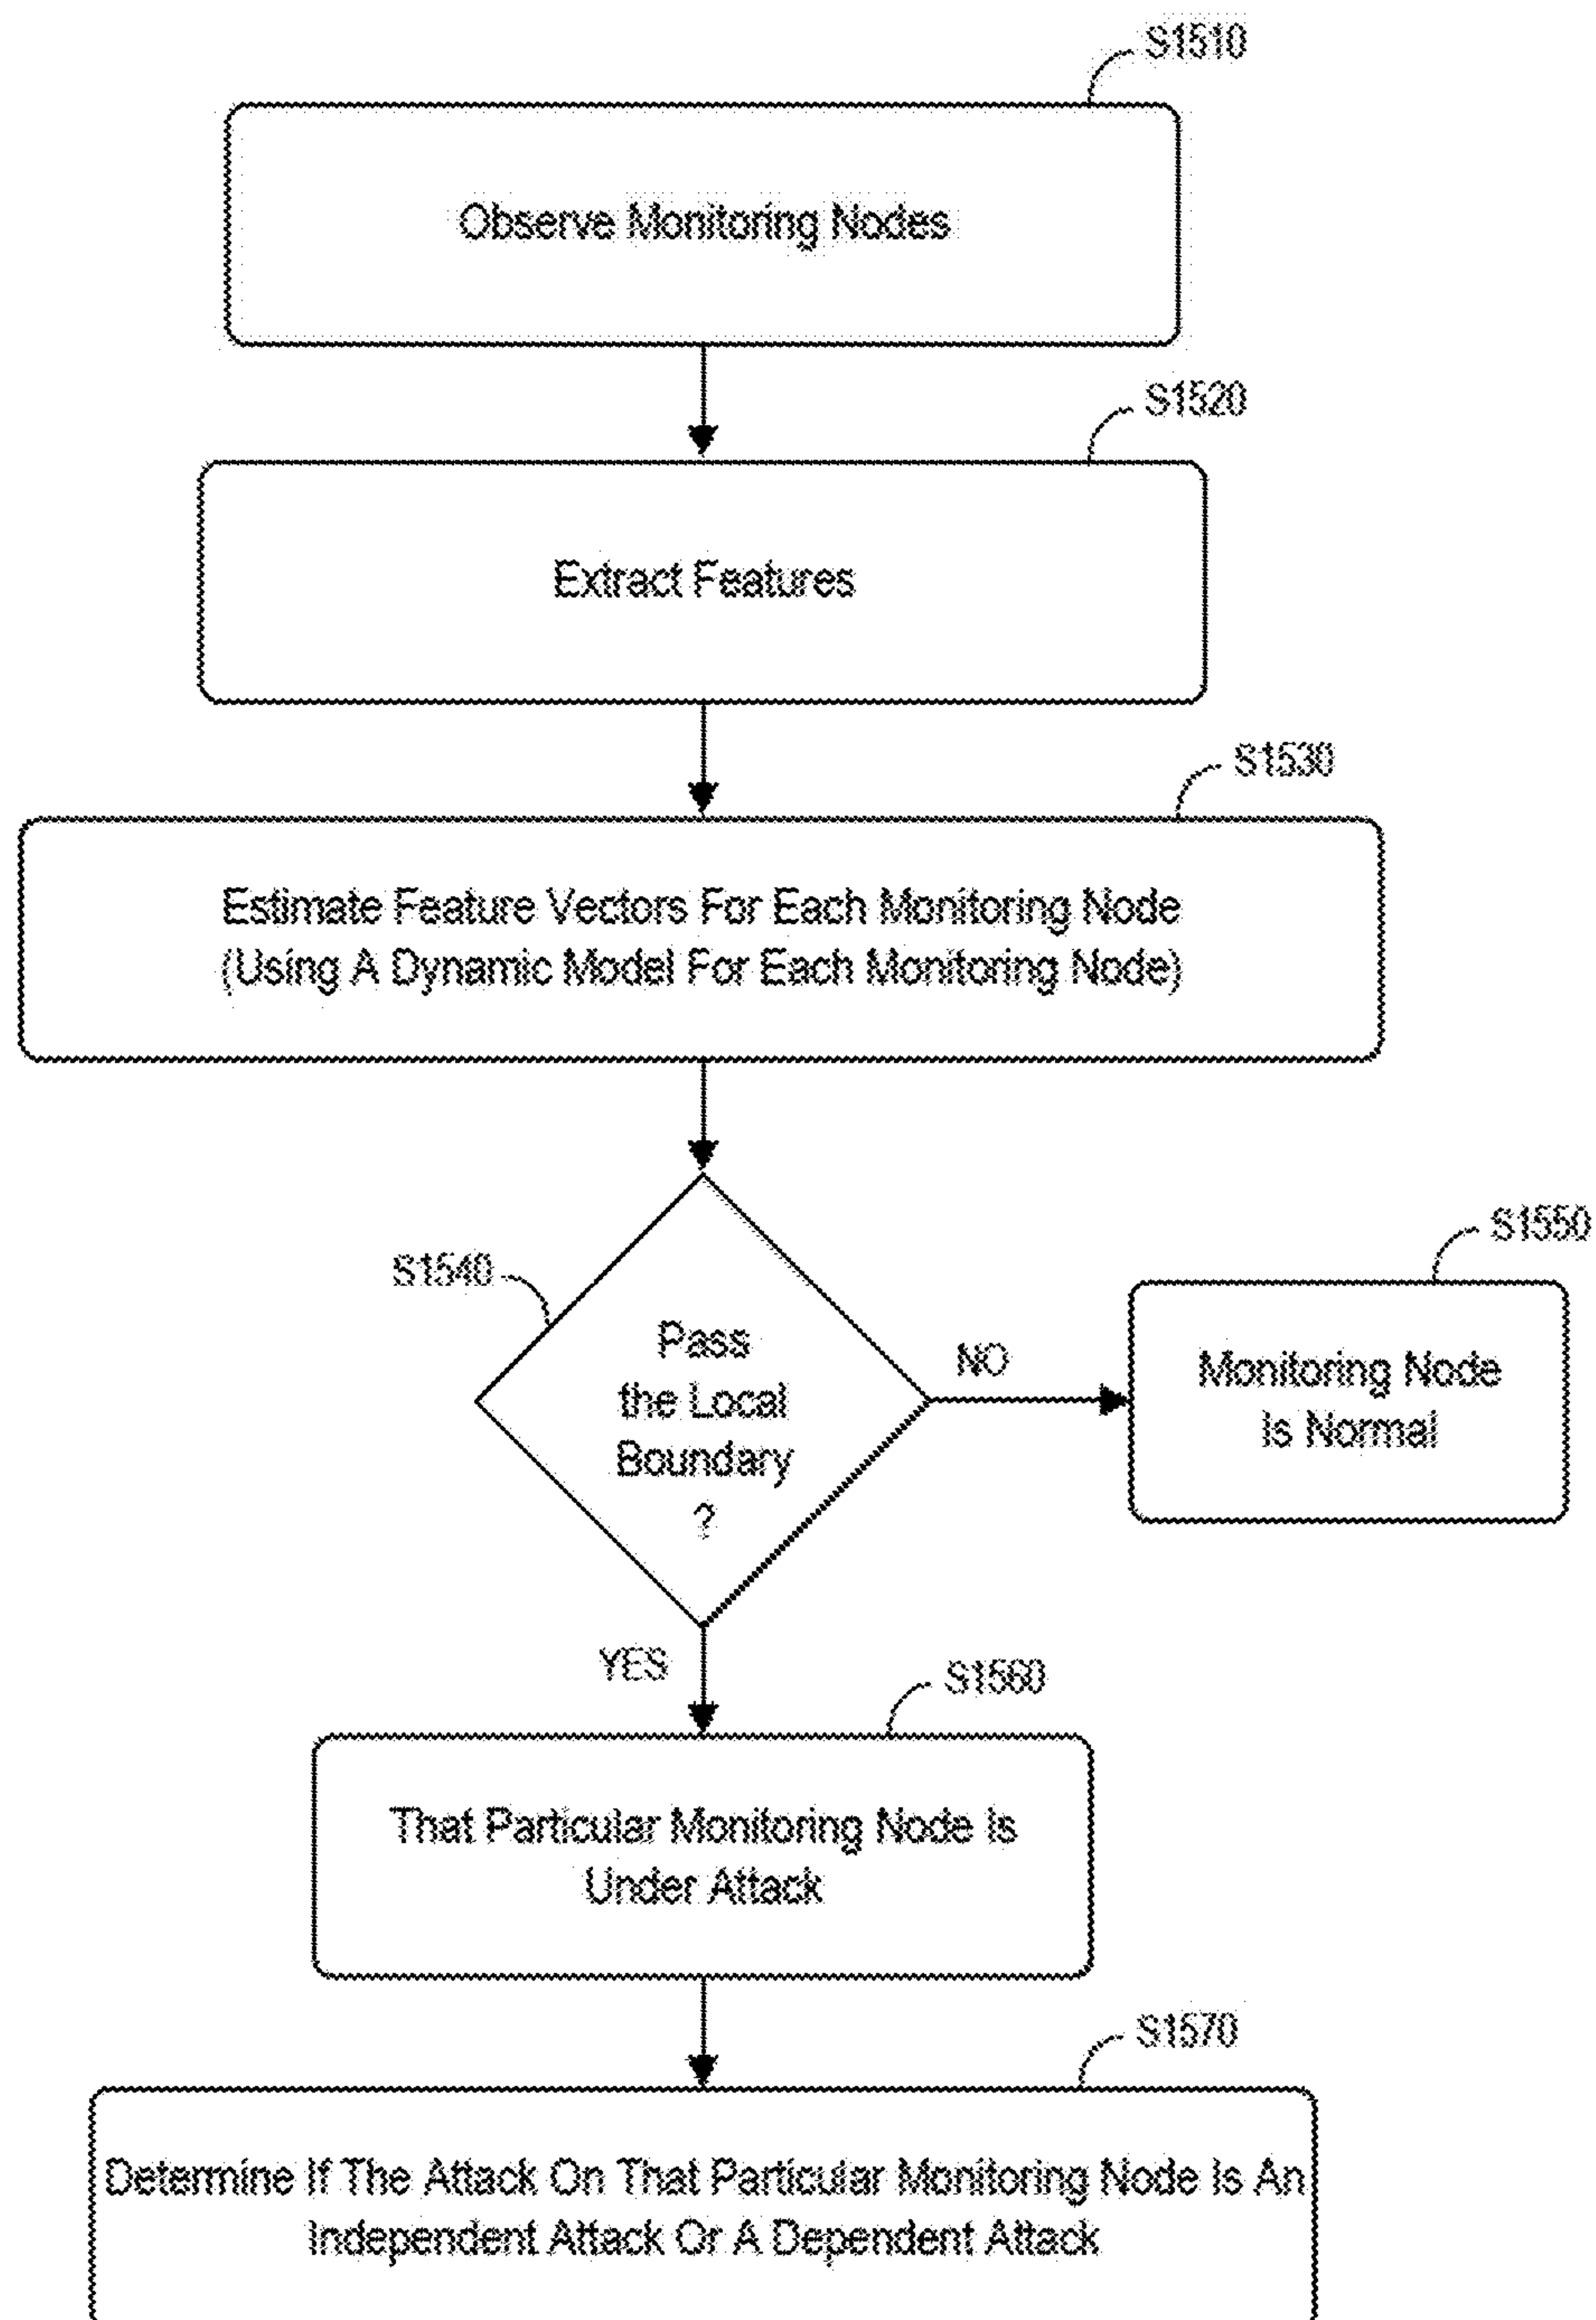 S1510
Observe Monitoring Nodes
S1520
Extract Features
S1530
Estimate Feature Vectors For Each Monitoring Node
(Using A Dynamic Model For Each Monitoring Node)
S1540
Pass
the Local
Boundary
?
NO
S1550
Monitoring Node
Is Normal
YES
S1560
That Particular Monitoring Node Is
Under Attack
S1570
Determine If The Attack On That Particular Monitoring Node Is An
Independent Attack Or A Dependent Attack